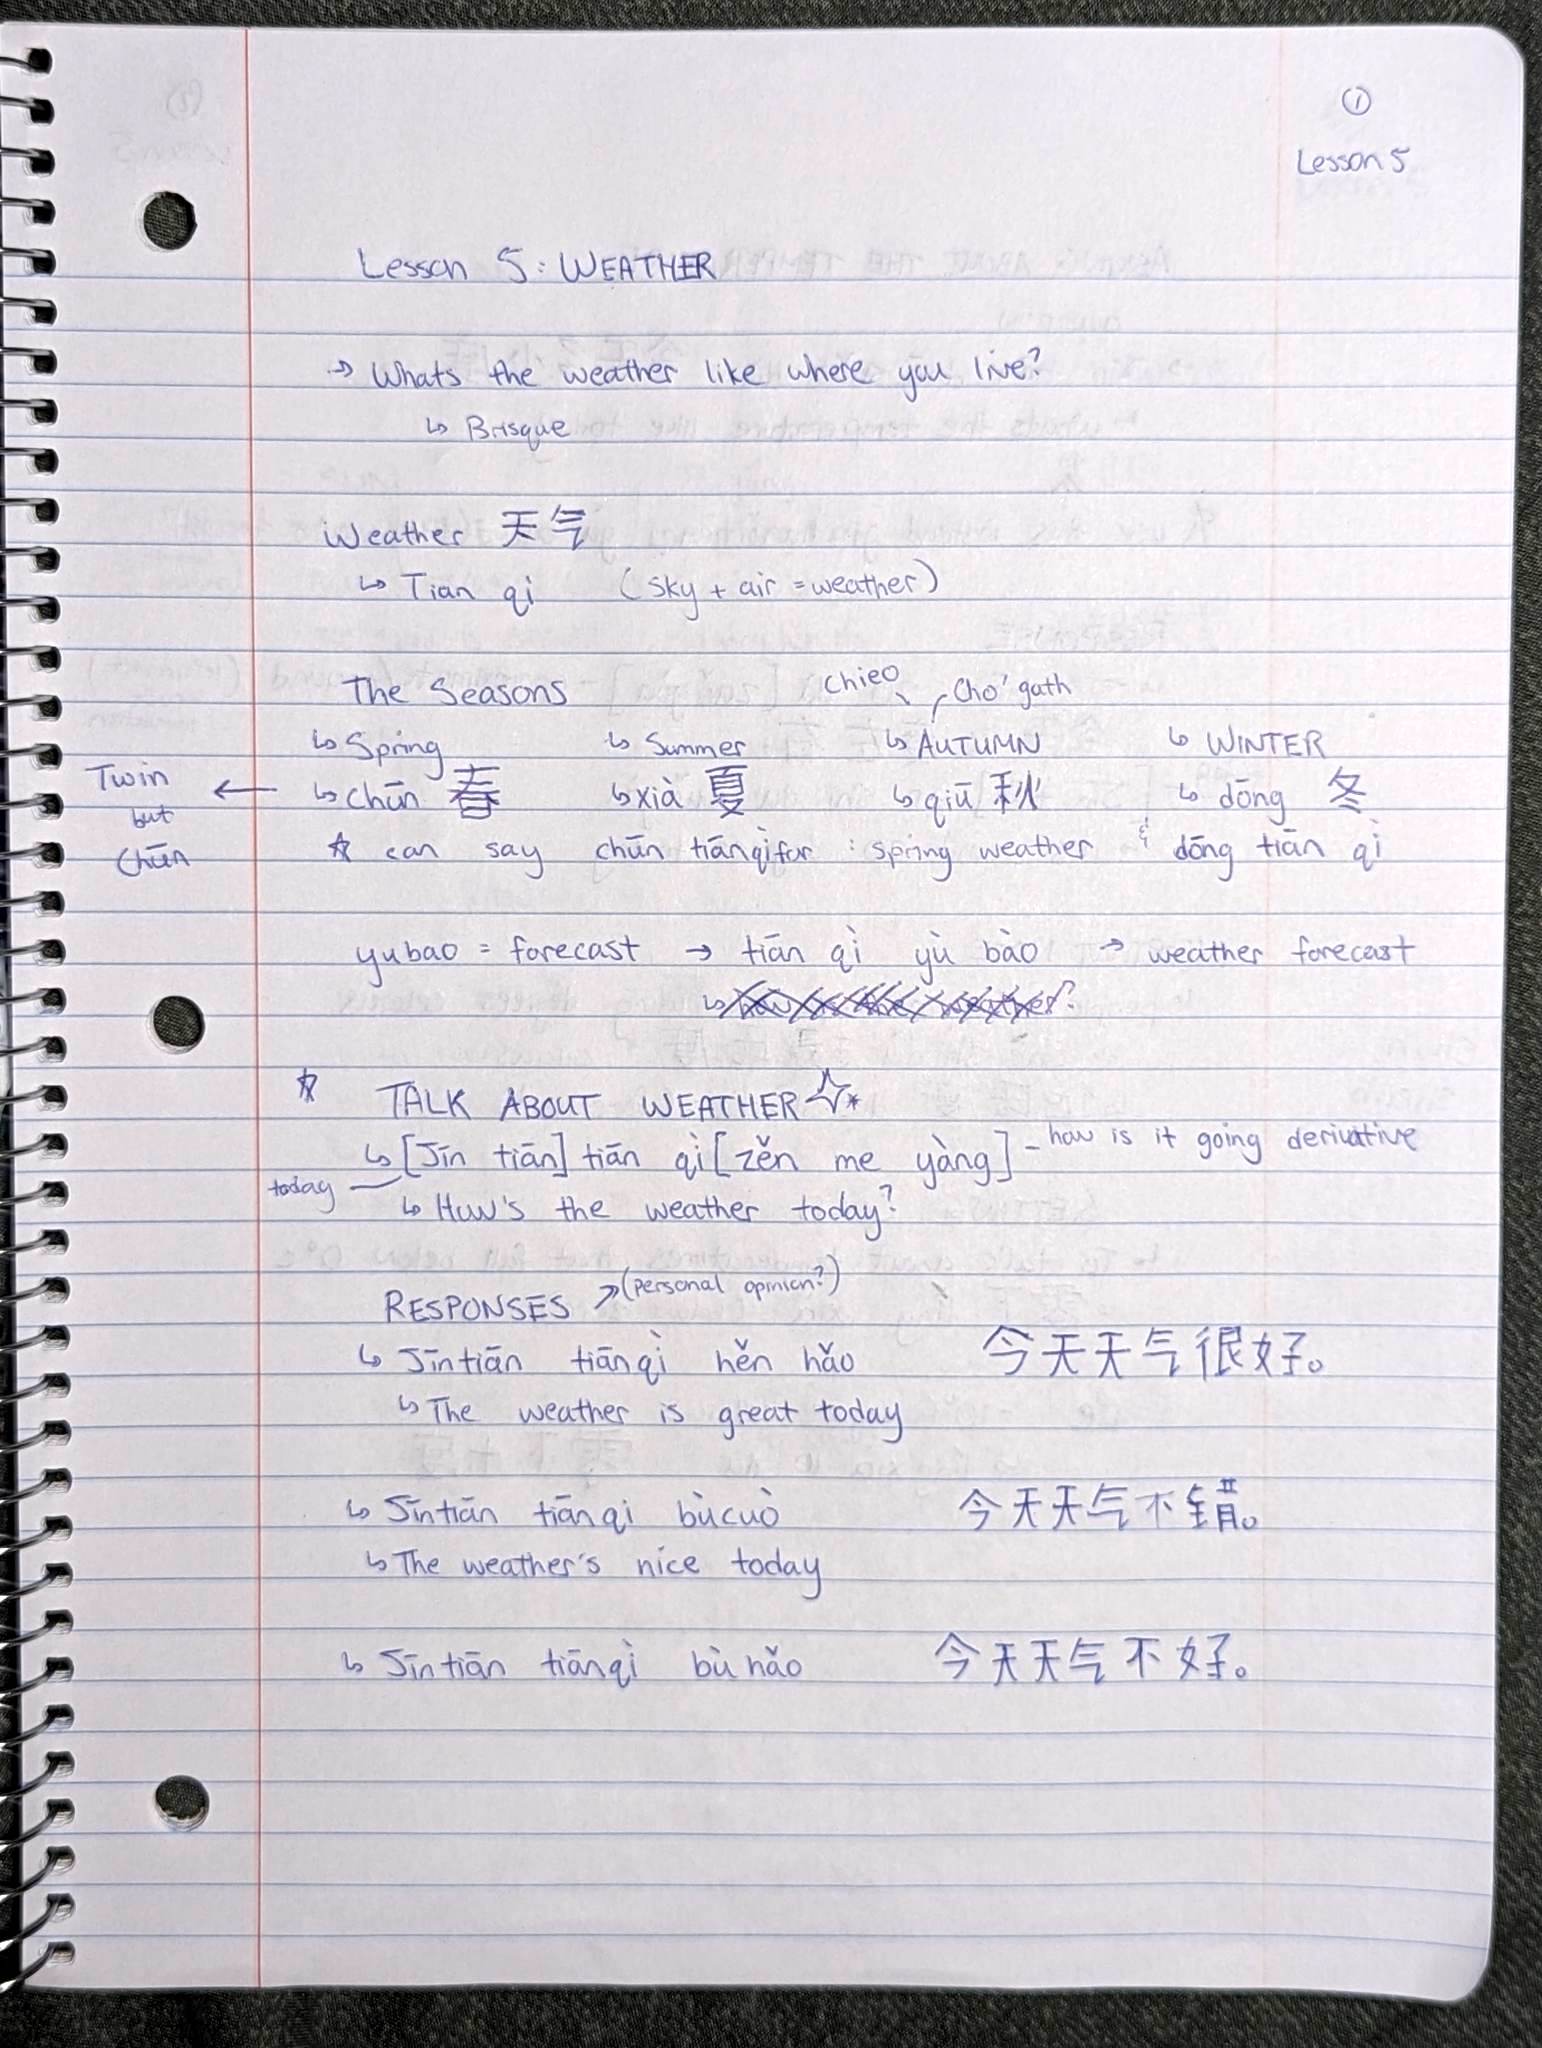 ①
Lesson 5
Lesson 5: WEATHER
→ Whats the weather like where you live?
↳ Brisque
Weather 天气
↳ Tian qi (sky + air = weather)
The Seasons chieo Cho'gath
↳ Spring ↳ Summer ↳ AUTUMN ↳ WINTER
Twin ← ↳ chūn 春 ↳ xià 夏 ↳ qiū 秋 ↳ dōng 冬
but
Chūn ☆ can say chūn tiānqì for : spring weather & dōng tiān qì
yubao = forecast → tiān qì yù bào → weather forecast
☆ TALK ABOUT WEATHER ☆*
↳ [Jīn tiān] tiān qì [zěn me yàng] - how is it going derivative
today
↳ How's the weather today?
RESPONSES ↗ (personal opinion?)
↳ Jīntiān tiānqì hěn hǎo 今天天气很好。
↳ The weather is great today
↳ Jīntiān tiānqi bùcuò 今天天气不错。
↳ The weather's nice today
↳ Jīntiān tiānqì bù hǎo 今天天气不好。